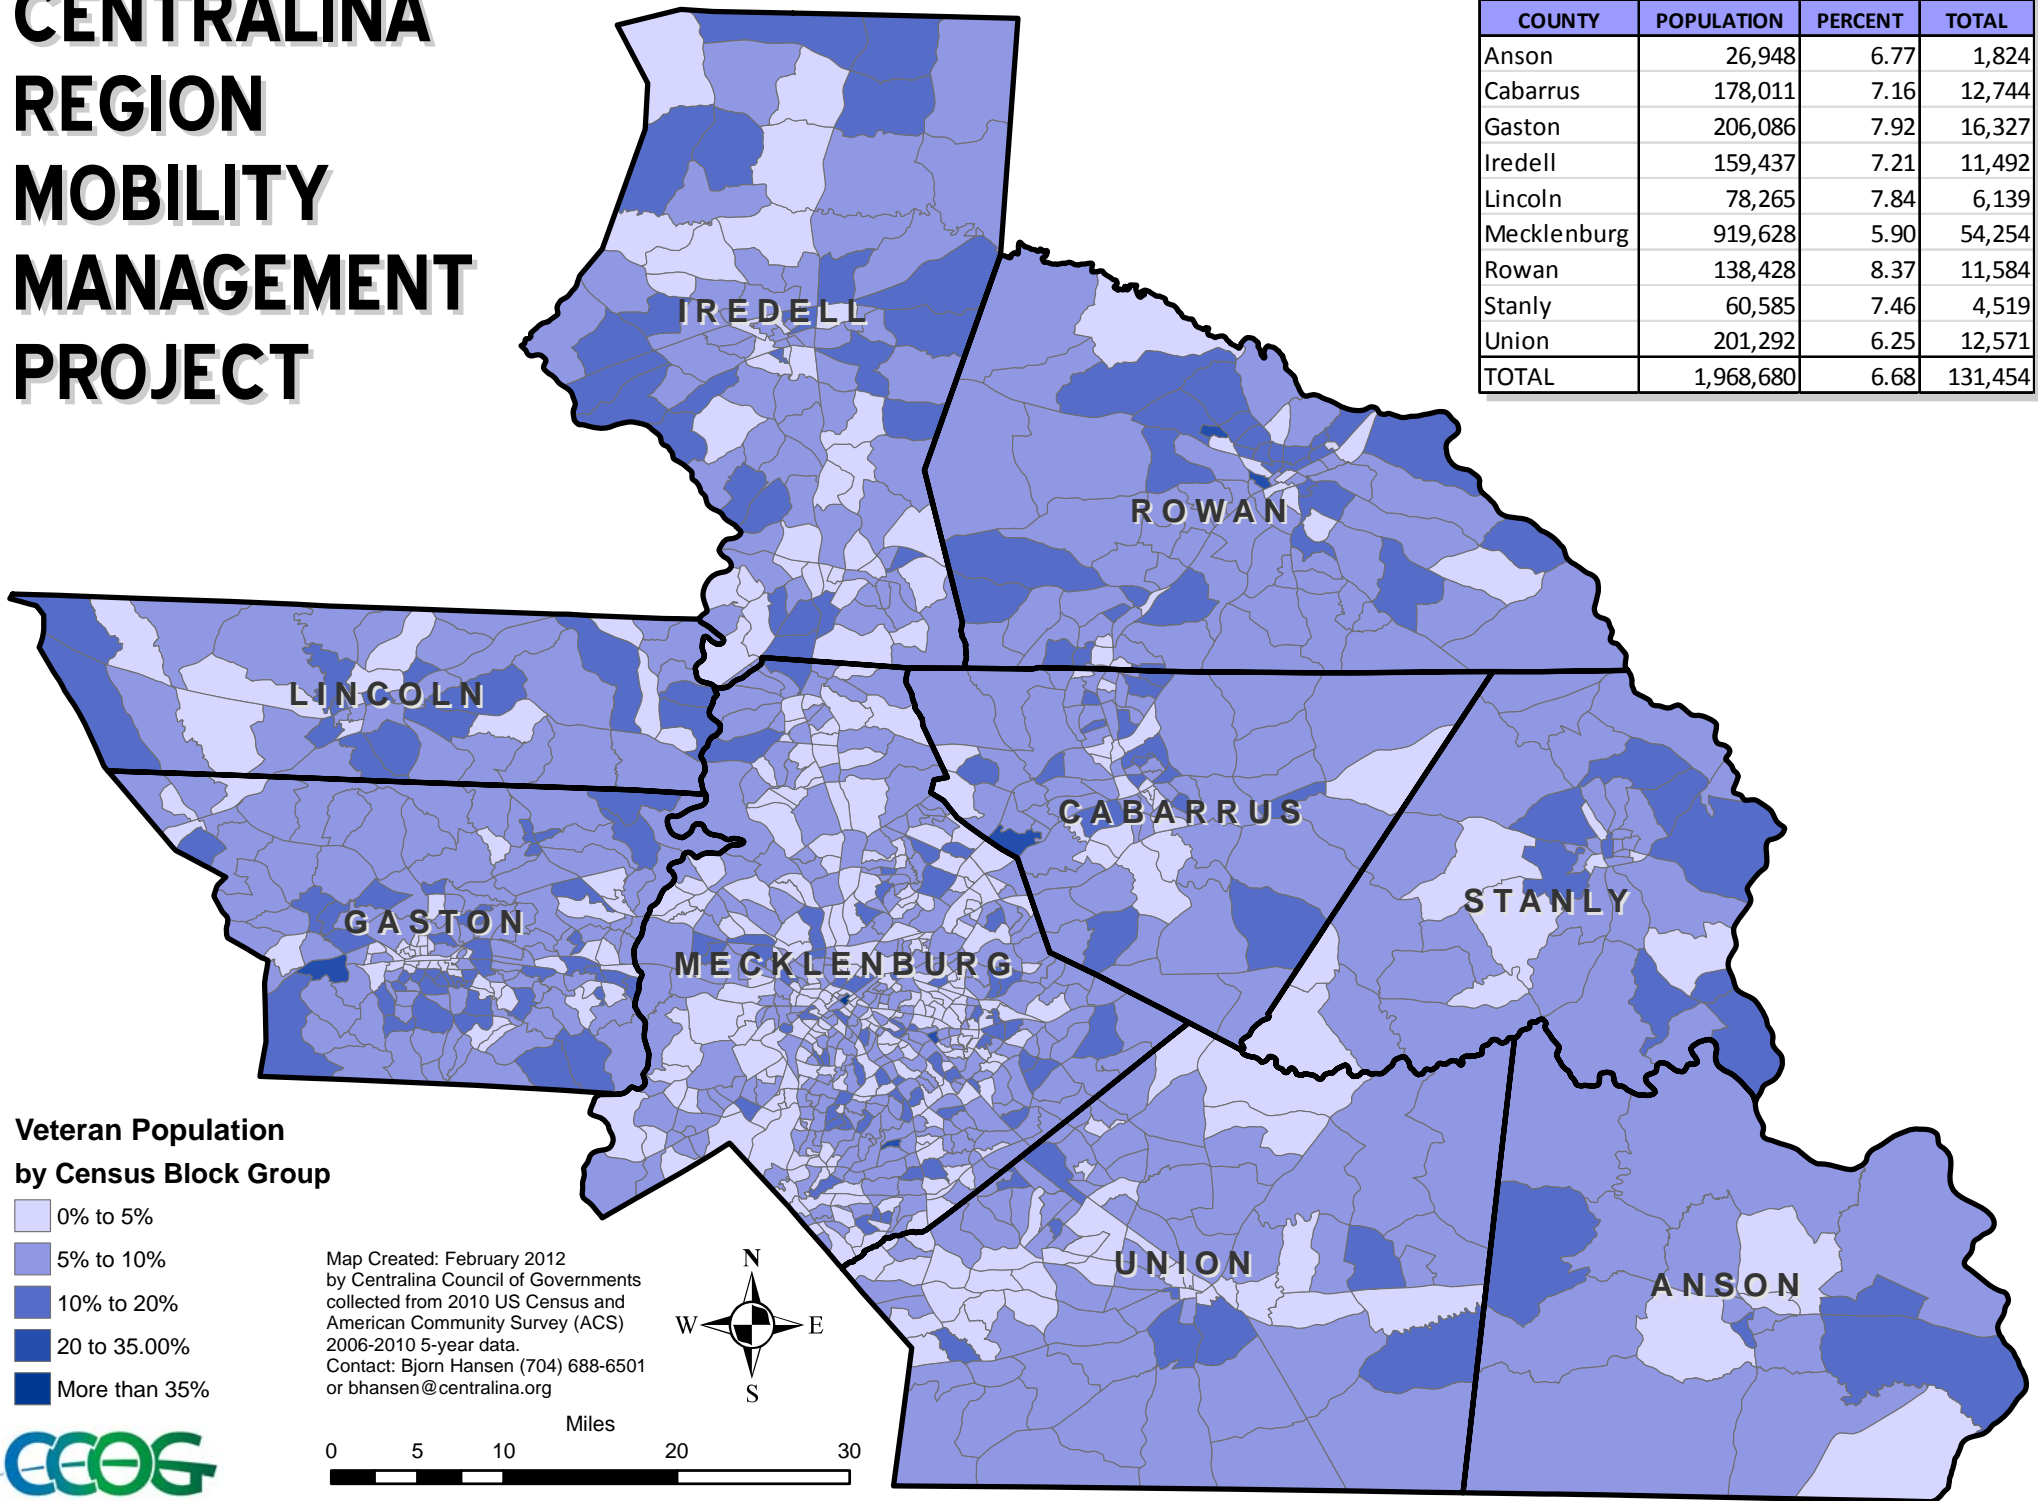 CENTRALINA
REGION
MOBILITY
MANAGEMENT
PROJECT
COUNTY POPULATION PERCENT TOTAL
Anson 26,948 6.77 1,824
Cabarrus 178,011 7.16 12,744
Gaston 206,086 7.92 16,327
Iredell 159,437 7.21 11,492
Lincoln 78,265 7.84 6,139
Mecklenburg 919,628 5.90 54,254
Rowan 138,428 8.37 11,584
Stanly 60,585 7.46 4,519
Union 201,292 6.25 12,571
TOTAL 1,968,680 6.68 131,454
IREDELL
ROWAN
LINCOLN
CABARRUS
STANLY
GASTON
MECKLENBURG
UNION
ANSON
Veteran Population
by Census Block Group
0% to 5%
5% to 10%
10% to 20%
20 to 35.00%
More than 35%
Map Created: February 2012
by Centralina Council of Governments
collected from 2010 US Census and
American Community Survey (ACS)
2006-2010 5-year data.
Contact: Bjorn Hansen (704) 688-6501
or bhansen@centralina.org
N
W E
S
Miles
0 5 10 20 30
CCOG